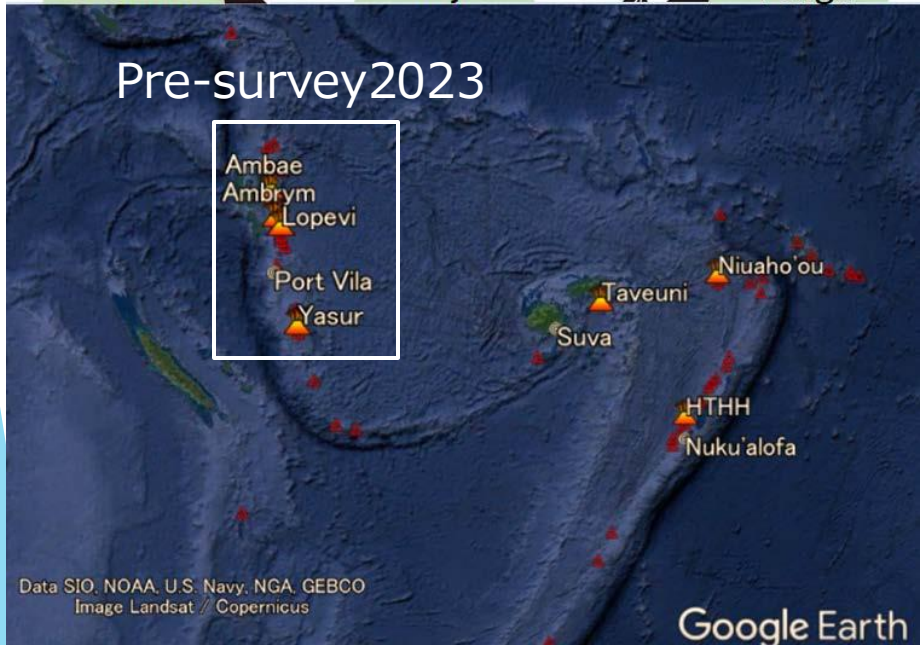 Pre-survey2023
Ambae
Ambrym
Lopevi
Port Vila
Yasur
Niuaho'ou
Taveuni
Suva
HTHH
Nuku'alofa
Data SIO, NOAA, U.S. Navy, NGA, GEBCO
Image Landsat / Copernicus
Google Earth